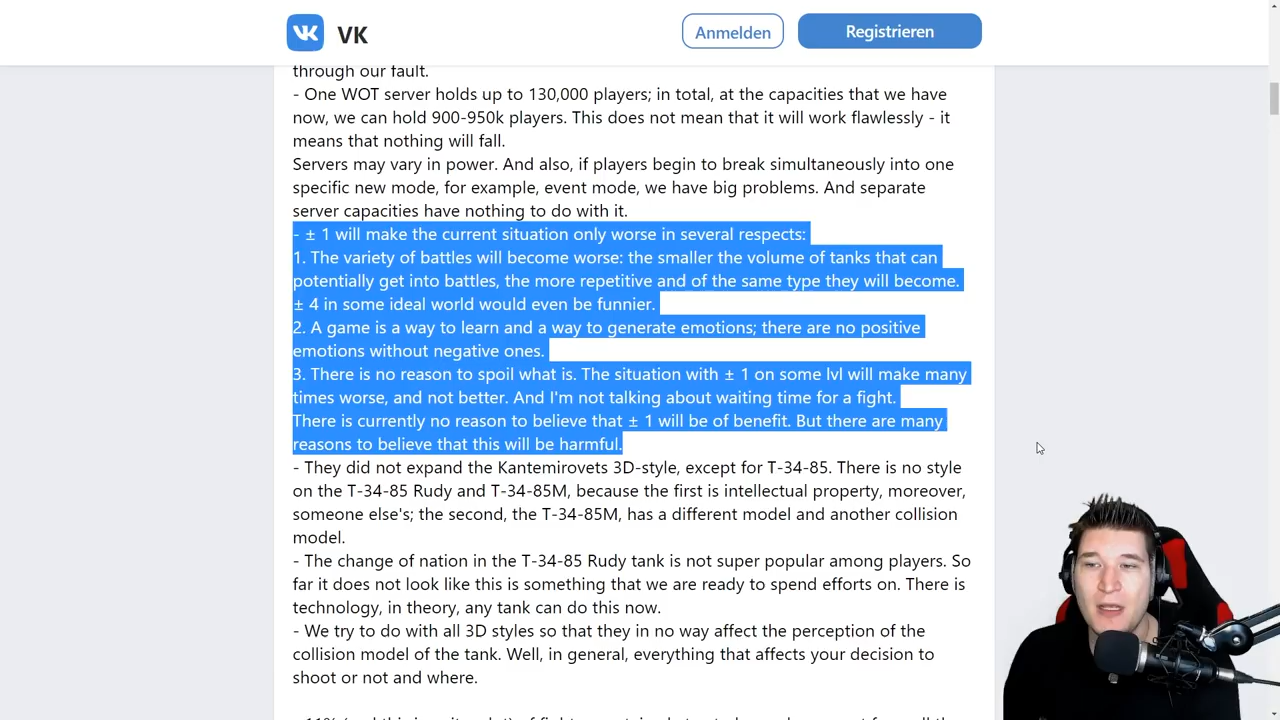 VK
Anmelden
Registrieren
through our fault.
- One WOT server holds up to 130,000 players; in total, at the capacities that we have
now, we can hold 900-950k players. This does not mean that it will work flawlessly - it
means that nothing will fall.
Servers may vary in power. And also, if players begin to break simultaneously into one
specific new mode, for example, event mode, we have big problems. And separate
server capacities have nothing to do with it.
- ± 1 will make the current situation only worse in several respects:
1. The variety of battles will become worse: the smaller the volume of tanks that can
potentially get into battles, the more repetitive and of the same type they will become.
± 4 in some ideal world would even be funnier.
2. A game is a way to learn and a way to generate emotions; there are no positive
emotions without negative ones.
3. There is no reason to spoil what is. The situation with ± 1 on some lvl will make many
times worse, and not better. And I'm not talking about waiting time for a fight.
There is currently no reason to believe that ± 1 will be of benefit. But there are many
reasons to believe that this will be harmful.
- They did not expand the Kantemirovets 3D-style, except for T-34-85. There is no style
on the T-34-85 Rudy and T-34-85M, because the first is intellectual property, moreover,
someone else's; the second, the T-34-85M, has a different model and another collision
model.
- The change of nation in the T-34-85 Rudy tank is not super popular among players. So
far it does not look like this is something that we are ready to spend efforts on. There is
technology, in theory, any tank can do this now.
- We try to do with all 3D styles so that they in no way affect the perception of the
collision model of the tank. Well, in general, everything that affects your decision to
shoot or not and where.